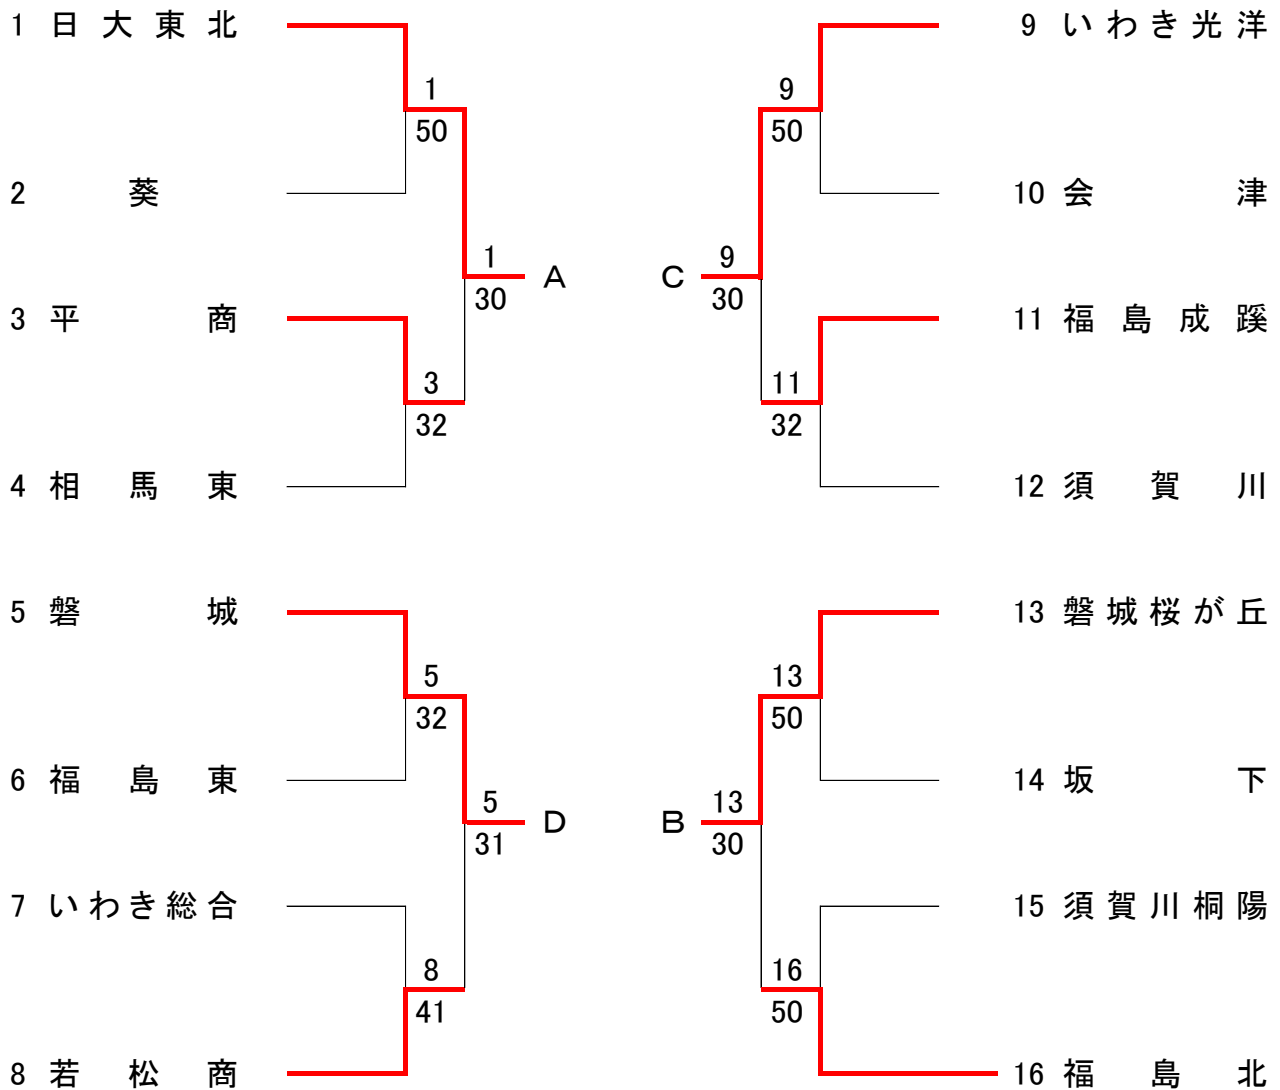 1 日大東北
1
50
2 葵
1
30
A
3 平商
3
32
4 相馬東
5 磐城
5
32
6 福島東
5
31
D
7 いわき総合
8
41
8 若松商
9 いわき光洋
9
50
10 会津
C
9
30
11 福島成蹊
11
32
12 須賀川
13 磐城桜が丘
13
50
14 坂下
B
13
30
15 須賀川桐陽
16
50
16 福島北